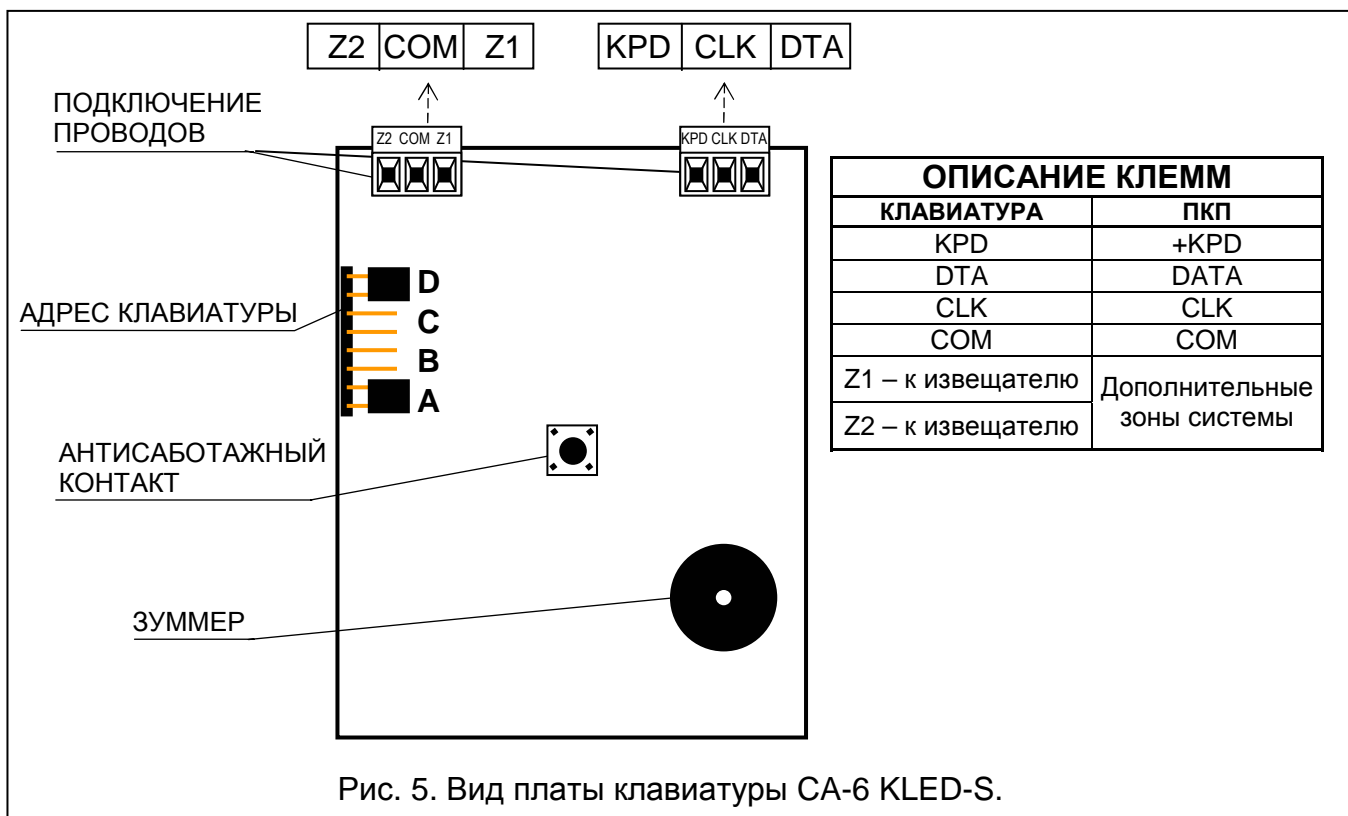 Z2 COM Z1
KPD CLK DTA
ПОДКЛЮЧЕНИЕ
ПРОВОДОВ
Z2 COM Z1
KPD CLK DTA
АДРЕС КЛАВИАТУРЫ
D
C
B
A
АНТИСАБОТАЖНЫЙ
КОНТАКТ
ЗУММЕР
ОПИСАНИЕ КЛЕММ
КЛАВИАТУРА ПКП
KPD +KPD
DTA DATA
CLK CLK
COM COM
Z1 – к извещателю
Z2 – к извещателю
Дополнительные
зоны системы
Рис. 5. Вид платы клавиатуры CA-6 KLED-S.